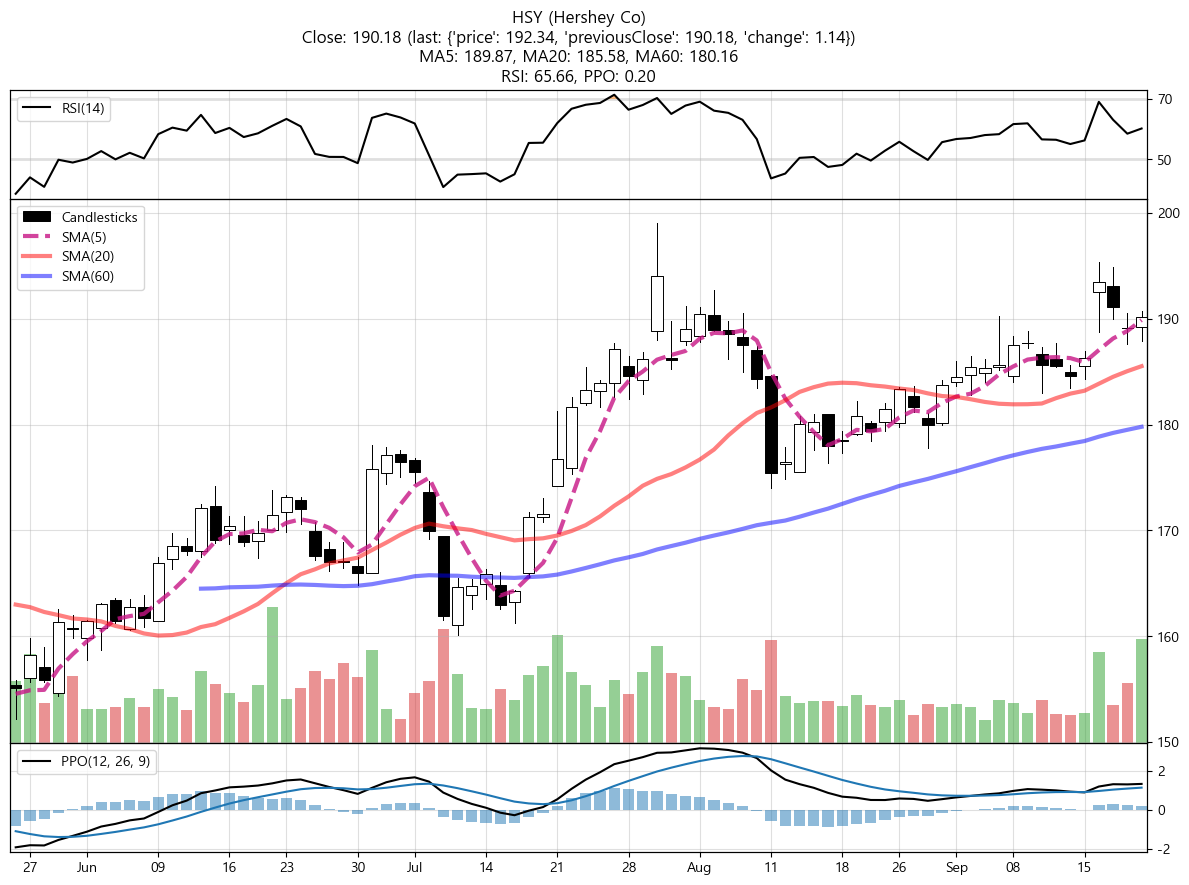 HSY (Hershey Co)
Close: 190.18 (last: {'price': 192.34, 'previousClose': 190.18, 'change': 1.14})
MA5: 189.87, MA20: 185.58, MA60: 180.16
RSI: 65.66, PPO: 0.20
RSI(14)
70
50
Candlesticks
SMA(5)
SMA(20)
SMA(60)
200
190
180
170
160
150
PPO(12, 26, 9)
2
0
-2
27 Jun 09 16 23 30 Jul 14 21 28 Aug 11 18 26 Sep 08 15